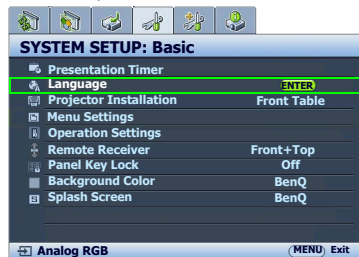 SYSTEM SETUP: Basic
Presentation Timer
Language ENTER
Projector Installation Front Table
Menu Settings
Operation Settings
Remote Receiver Front+Top
Panel Key Lock Off
Background Color BenQ
Splash Screen BenQ
Analog RGB MENU Exit